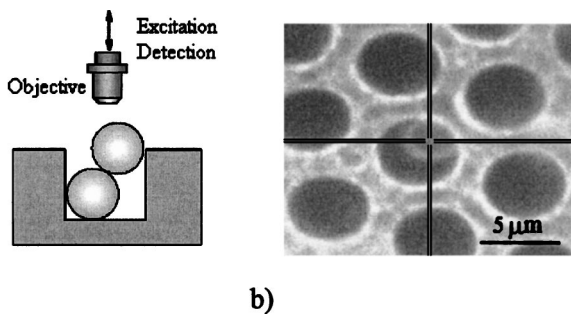 Excitation
Detection
Objective
5 μm
b)